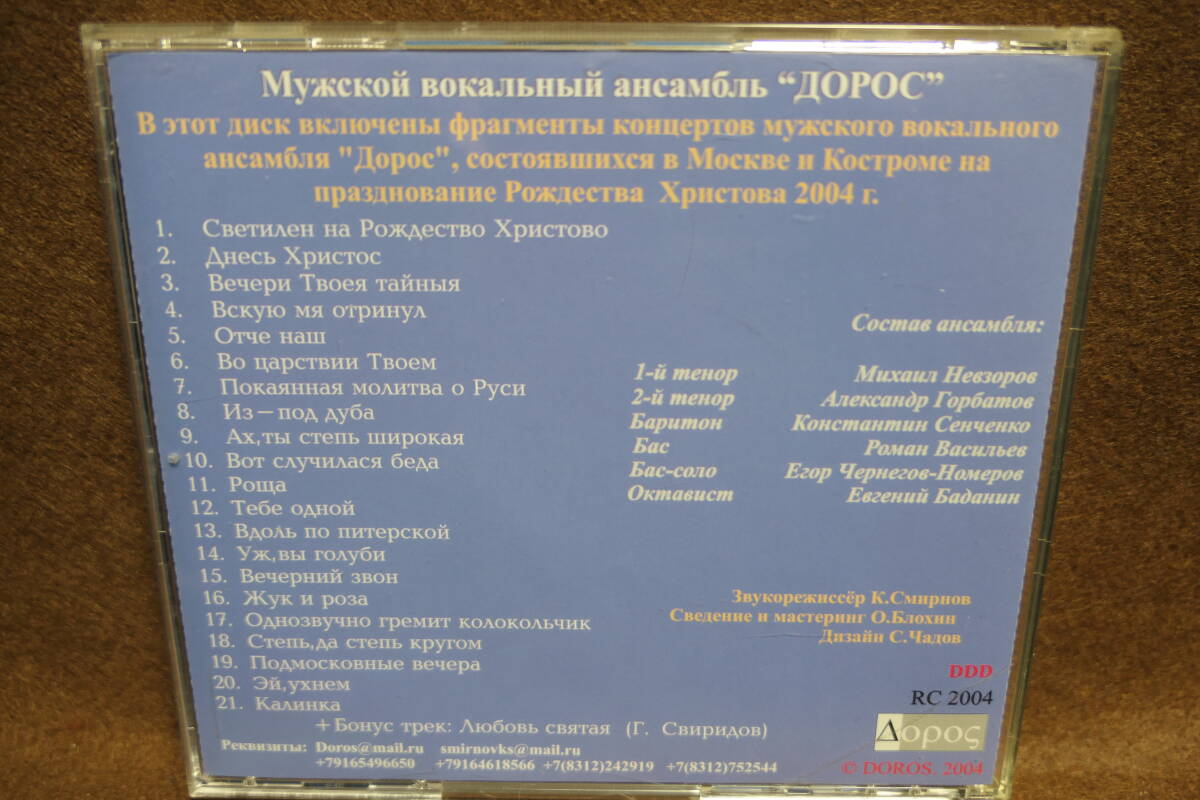 Мужской вокальный ансамбль “ДОРОС”
В этот диск включены фрагменты концертов мужского вокального
ансамбля "Дорос", состоявшихся в Москве и Костроме на
празднование Рождества Христова 2004 г.
1. Светилен на Рождество Христово
2. Днесь Христос
3. Вечери Твоея тайныя
4. Вскую мя отринул
5. Отче наш
6. Во царствии Твоем
7. Покаянная молитва о Руси
8. Из-под дуба
9. Ах,ты степь широкая
10. Вот случилася беда
11. Роща
12. Тебе одной
13. Вдоль по питерской
14. Уж,вы голуби
15. Вечерний звон
16. Жук и роза
17. Однозвучно гремит колокольчик
18. Степь,да степь кругом
19. Подмосковные вечера
20. Эй,ухнем
21. Калинка
+Бонус трек: Любовь святая (Г. Свиридов)
Состав ансамбля:
1-й тенор Михаил Невзоров
2-й тенор Александр Горбатов
Баритон Константин Сенченко
Бас Роман Васильев
Бас-соло Егор Чернегов-Номеров
Октавист Евгений Баданин
Звукорежиссёр К.Смирнов
Сведение и мастеринг О.Блохин
Дизайн С.Чадов
DDD
RC 2004
Δорос
Реквизиты: Doros@mail.ru smirnovks@mail.ru
+79165496650 +79164618566 +7(8312)242919 +7(8312)752544
© DOROS. 2004